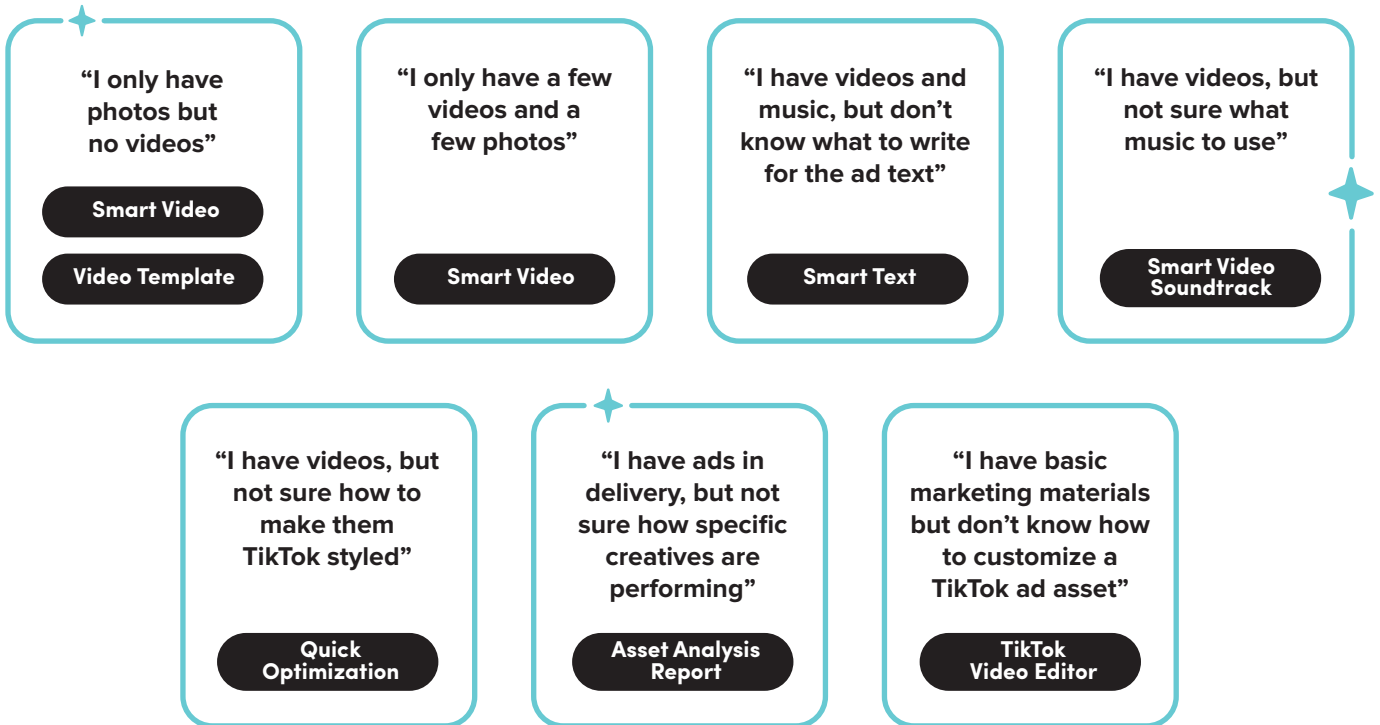 “I only have
photos but
no videos”
Smart Video
Video Template
“I only have a few
videos and a
few photos”
Smart Video
“I have videos and
music, but don’t
know what to write
for the ad text”
Smart Text
“I have videos, but
not sure what
music to use”
Smart Video
Soundtrack
“I have videos, but
not sure how to
make them
TikTok styled”
Quick
Optimization
“I have ads in
delivery, but not
sure how specific
creatives are
performing”
Asset Analysis
Report
“I have basic
marketing materials
but don’t know how
to customize a
TikTok ad asset”
TikTok
Video Editor